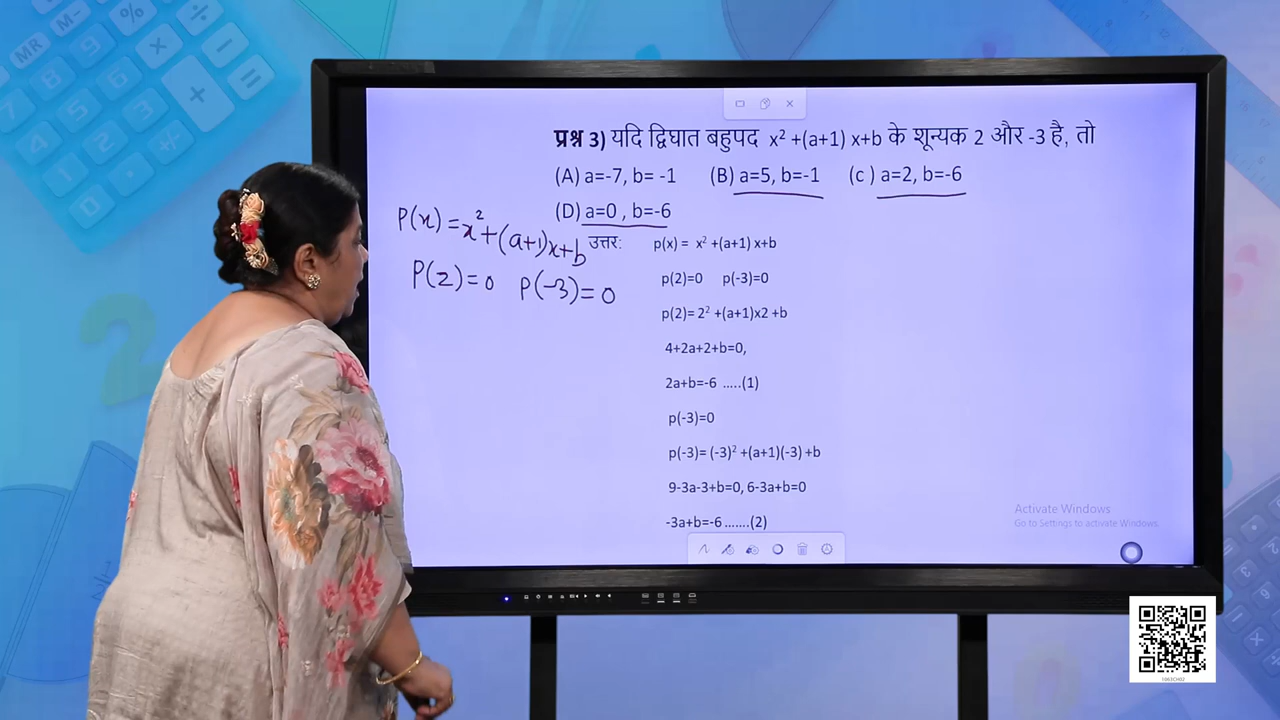 प्रश्न 3) यदि द्विघात बहुपद x² +(a+1) x+b के शून्यक 2 और -3 है, तो
(A) a=-7, b= -1 (B) a=5, b=-1 (c ) a=2, b=-6
(D) a=0 , b=-6
P(x)=x²+(a+1)x+b
P(2)=0 P(-3)=0
उत्तर: p(x) = x² +(a+1) x+b
p(2)=0 p(-3)=0
p(2)= 2² +(a+1)x2 +b
4+2a+2+b=0,
2a+b=-6 .....(1)
p(-3)=0
p(-3)= (-3)² +(a+1)(-3) +b
9-3a-3+b=0, 6-3a+b=0
-3a+b=-6 .......(2)
Activate Windows
Go to Settings to activate Windows.
1063CH02